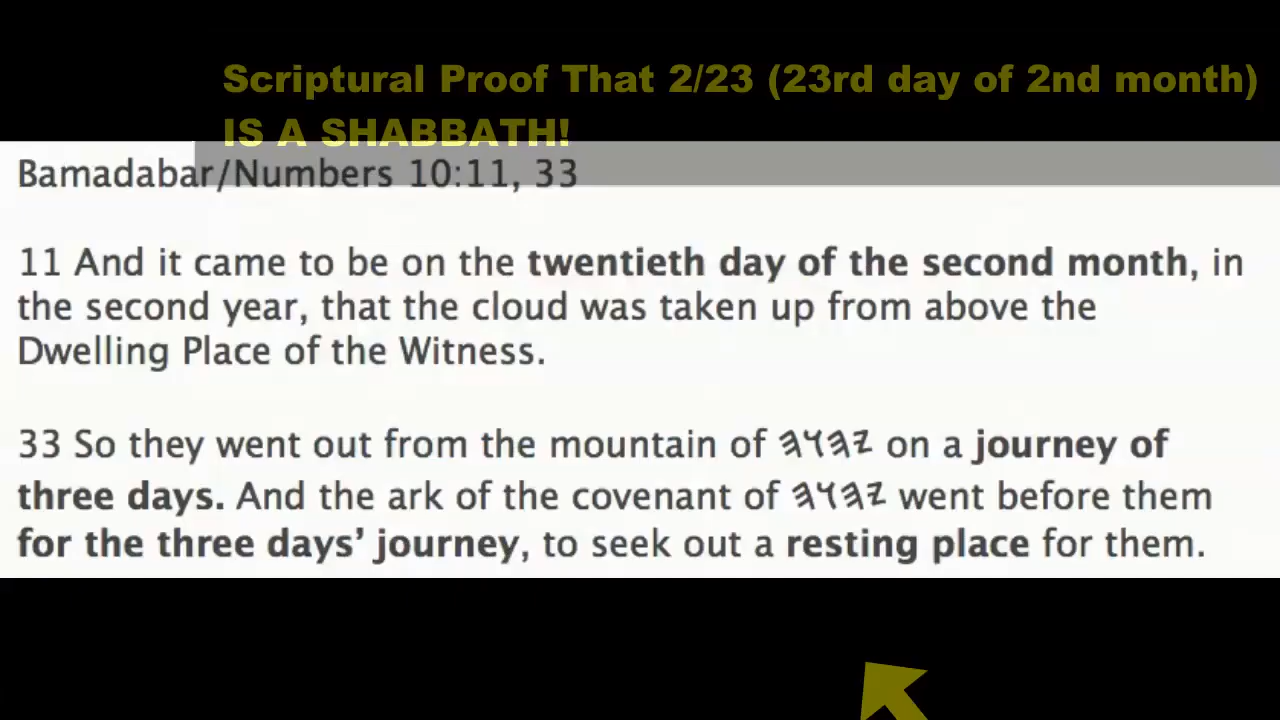 Scriptural Proof That 2/23 (23rd day of 2nd month)
IS A SHABBATH!
Bamadabar/Numbers 10:11, 33
11 And it came to be on the twentieth day of the second month, in
the second year, that the cloud was taken up from above the
Dwelling Place of the Witness.
33 So they went out from the mountain of 𐤉𐤄𐤅𐤄 on a journey of
three days. And the ark of the covenant of 𐤉𐤄𐤅𐤄 went before them
for the three days’ journey, to seek out a resting place for them.